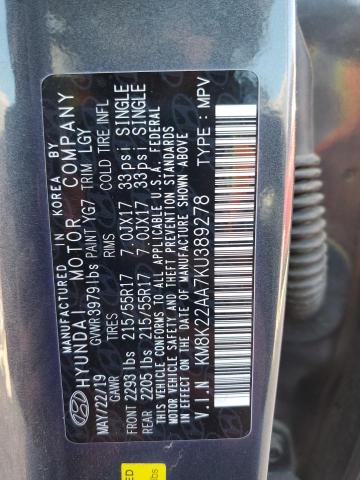 MANUFACTURED IN KOREA BY
HYUNDAI MOTOR COMPANY
GVWR 3979 lbs PAINT YG7 TRIM LGY
MAY/22/19 TIRES RIMS COLD TIRE INFL
GAWR
FRONT 2293 lbs 215/55R17 7.0JX17 33psi SINGLE
REAR 2205 lbs 215/55R17 7.0JX17 33psi SINGLE
THIS VEHICLE CONFORMS TO ALL APPLICABLE U.S.A. FEDERAL
MOTOR VEHICLE SAFETY, BUMPER, AND THEFT PREVENTION STANDARDS
IN EFFECT ON THE DATE OF MANUFACTURE SHOWN ABOVE.
V.I.N : KM8K22AA7KU389278 TYPE : MPV
lbs